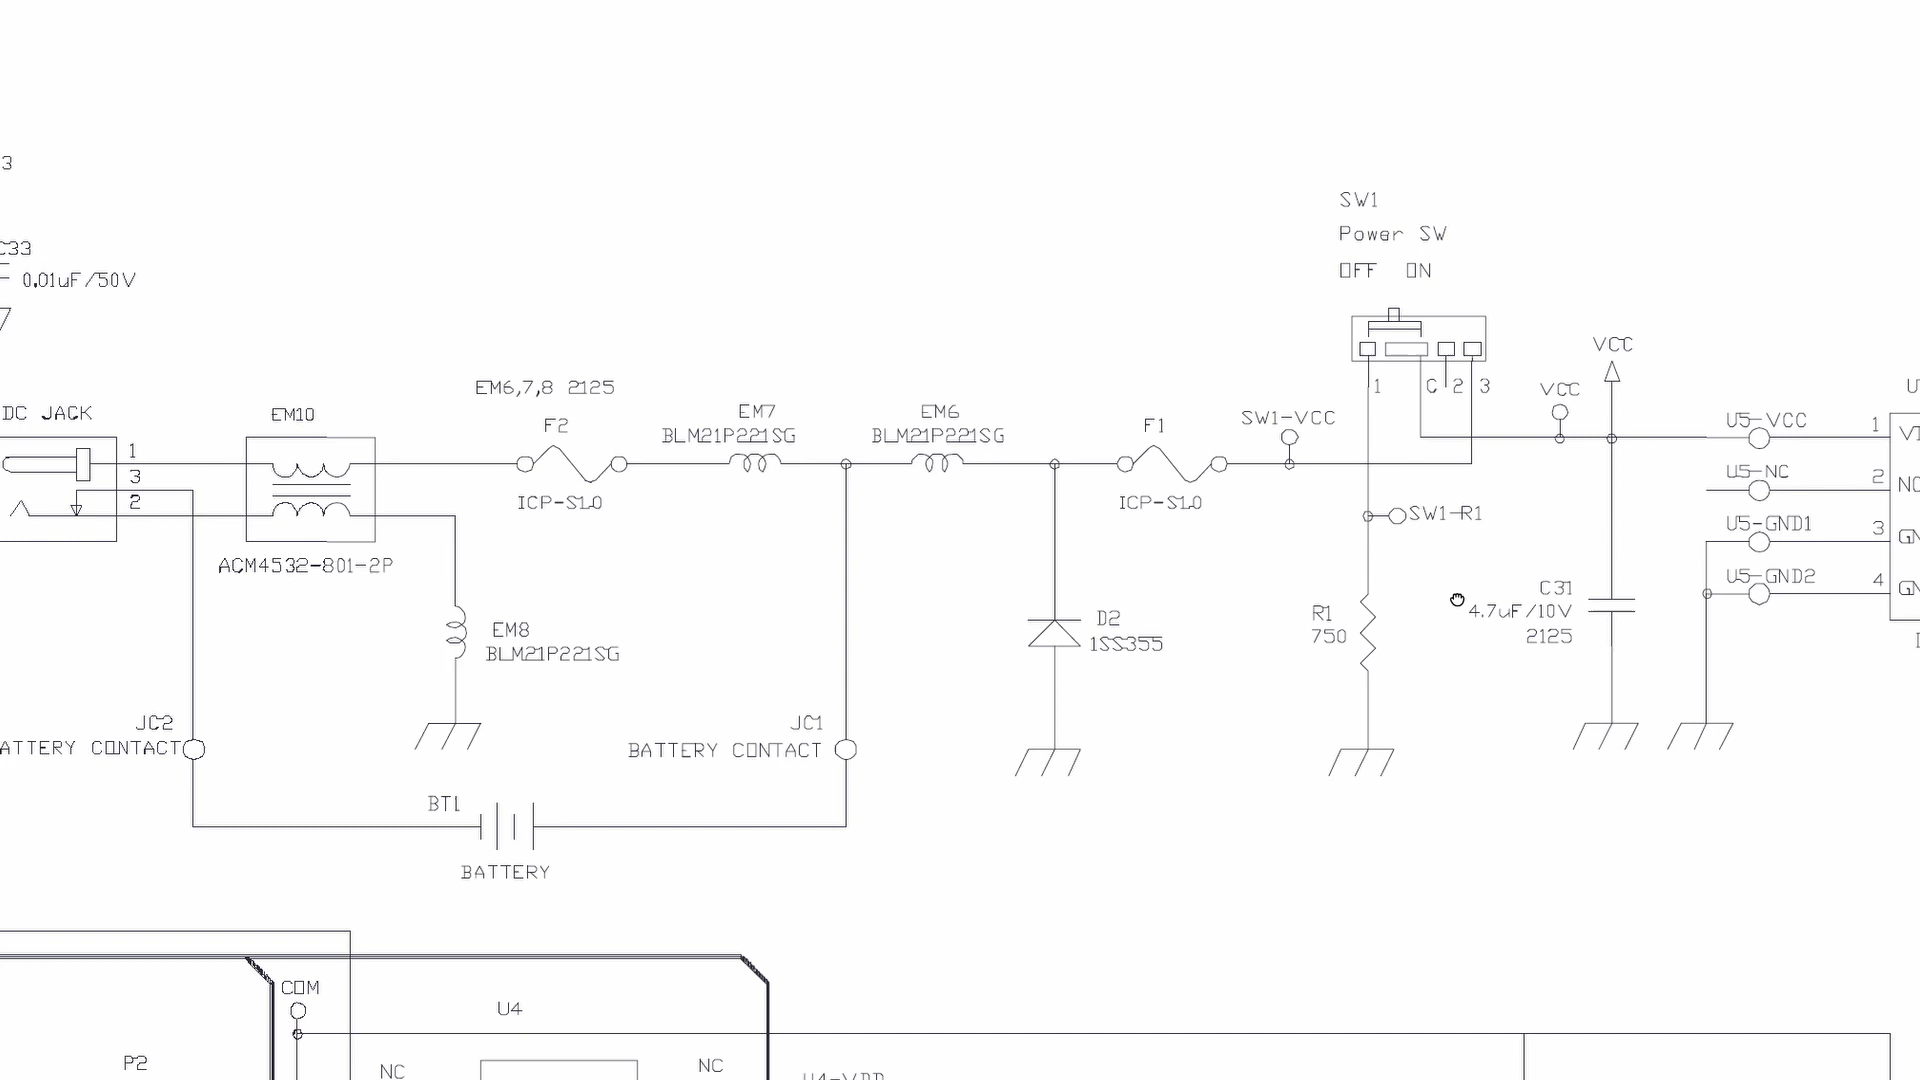 3
C33
0.01uF/50V
SW1
Power SW
OFF ON
VCC
VCC
1 C 2 3
EM6,7,8 2125
DC JACK
EM10
F2
EM7
BLM21P221SG
EM6
BLM21P221SG
F1
SW1-VCC
U5-VCC
1
1
3
2
ICP-S1.0
ICP-S1.0
U5-NC
2
SW1-R1
U5-GND1
3
ACM4532-801-2P
U5-GND2
4
C31
4.7uF/10V
2125
R1
750
D2
1SS355
EM8
BLM21P221SG
JC2
ATTERY CONTACT
JC1
BATTERY CONTACT
BT1
BATTERY
COM
U4
P2
NC
NC
U4-VDD